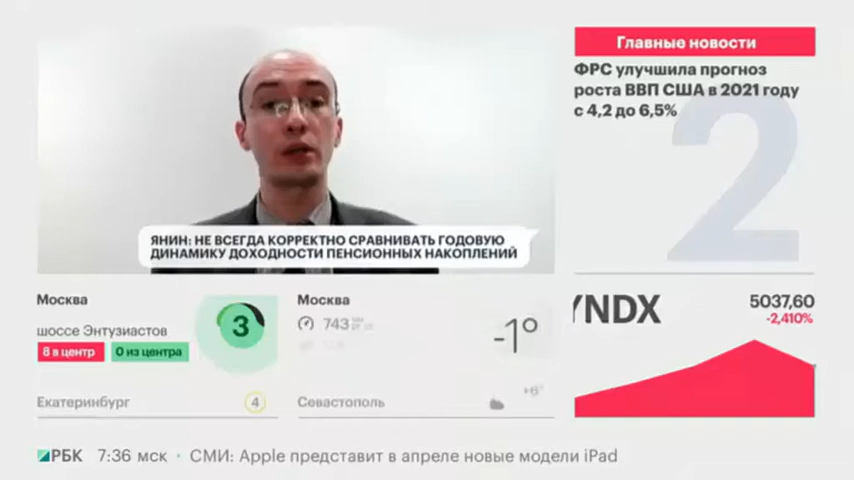 Главные новости
ФРС улучшила прогноз
роста ВВП США в 2021 году
с 4,2 до 6,5%
2
ЯНИН: НЕ ВСЕГДА КОРРЕКТНО СРАВНИВАТЬ ГОДОВУЮ
ДИНАМИКУ ДОХОДНОСТИ ПЕНСИОННЫХ НАКОПЛЕНИЙ
Москва
шоссе Энтузиастов
8 в центр 0 из центра
3
Екатеринбург 4
Москва
743
-1°
Севастополь +6°
YNDX 5037,60
-2,410%
РБК 7:36 мск • СМИ: Apple представит в апреле новые модели iPad